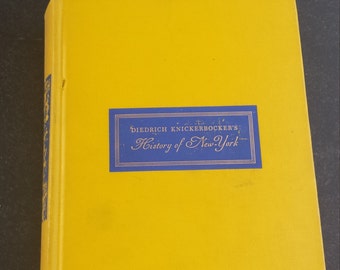 DIEDRICH KNICKERBOCKER'S
History of New-York